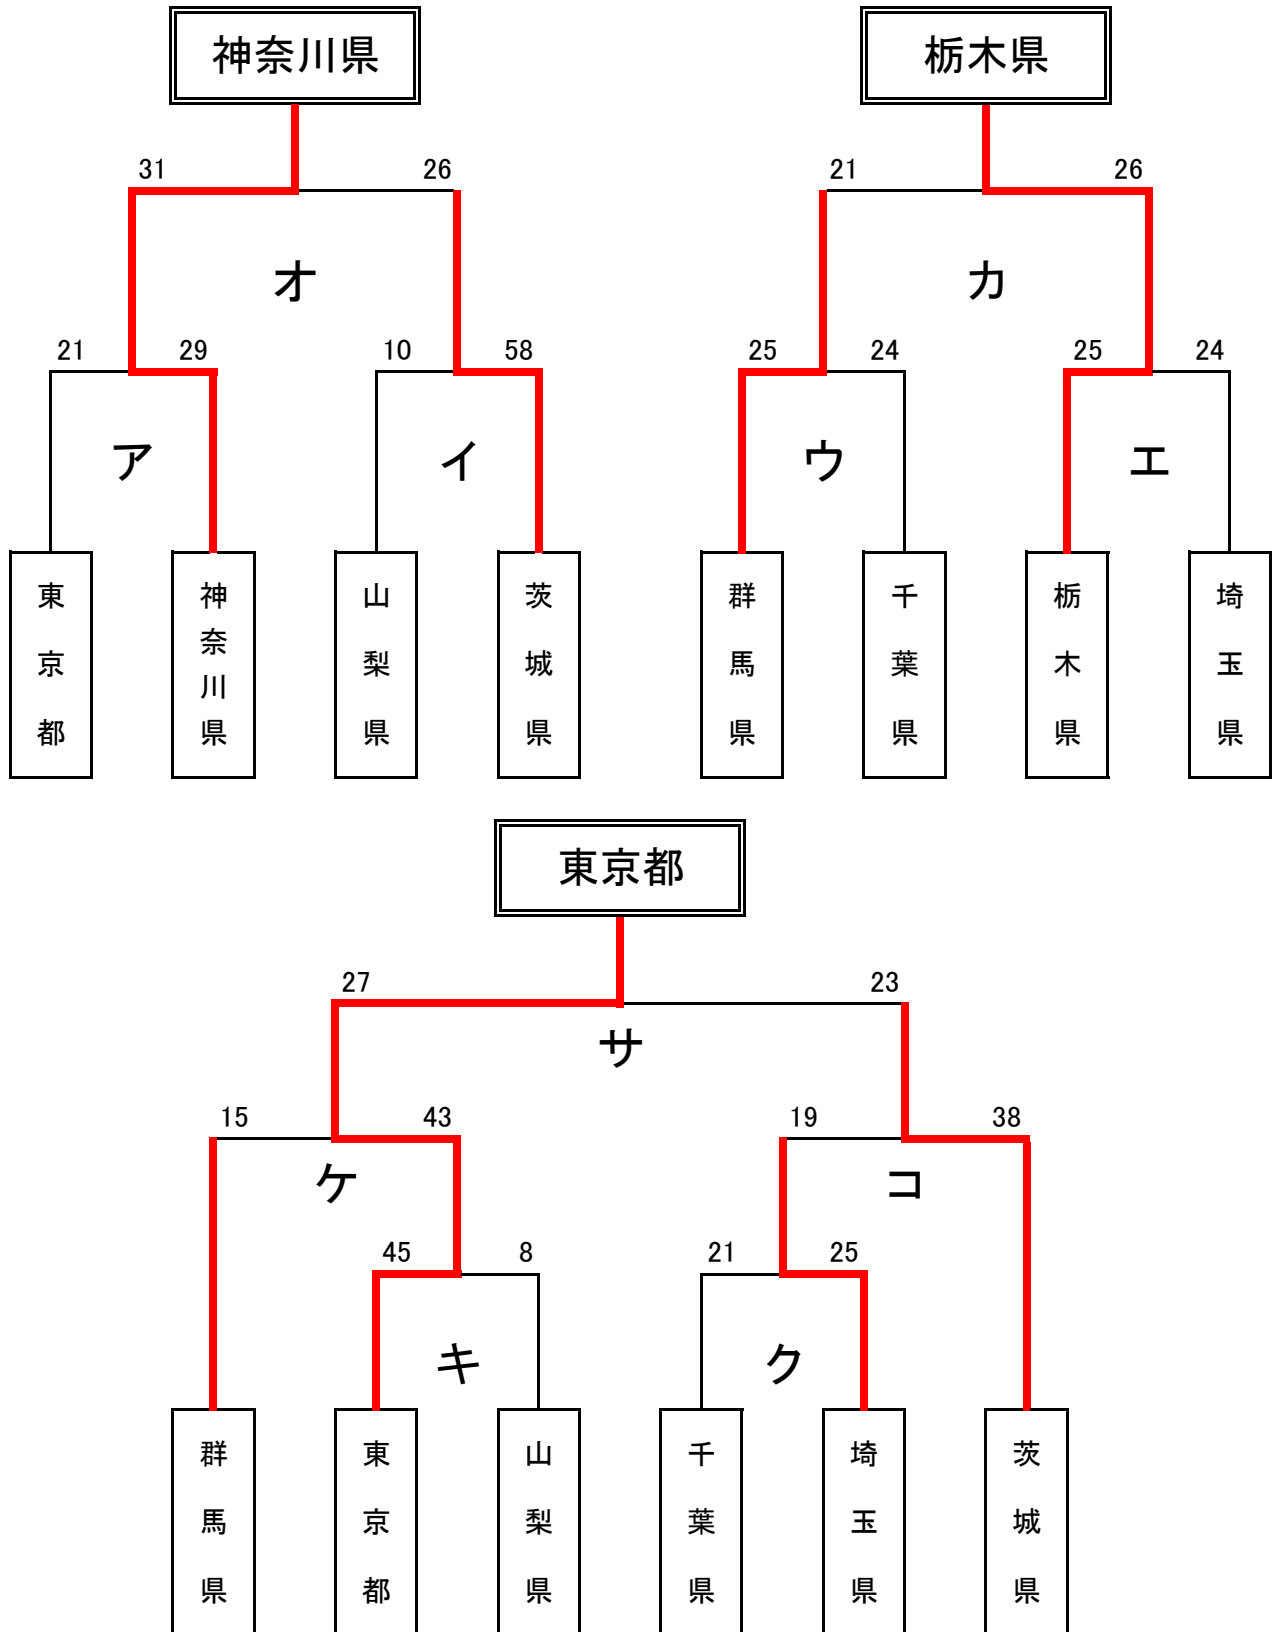 神奈川県
栃木県
31
26
21
26
オ
カ
21
29
10
58
25
24
25
24
ア
イ
ウ
エ
東京都
神奈川県
山梨県
茨城県
群馬県
千葉県
栃木県
埼玉県
東京都
27
23
サ
15
43
19
38
ケ
コ
45
8
21
25
キ
ク
群馬県
東京都
山梨県
千葉県
埼玉県
茨城県